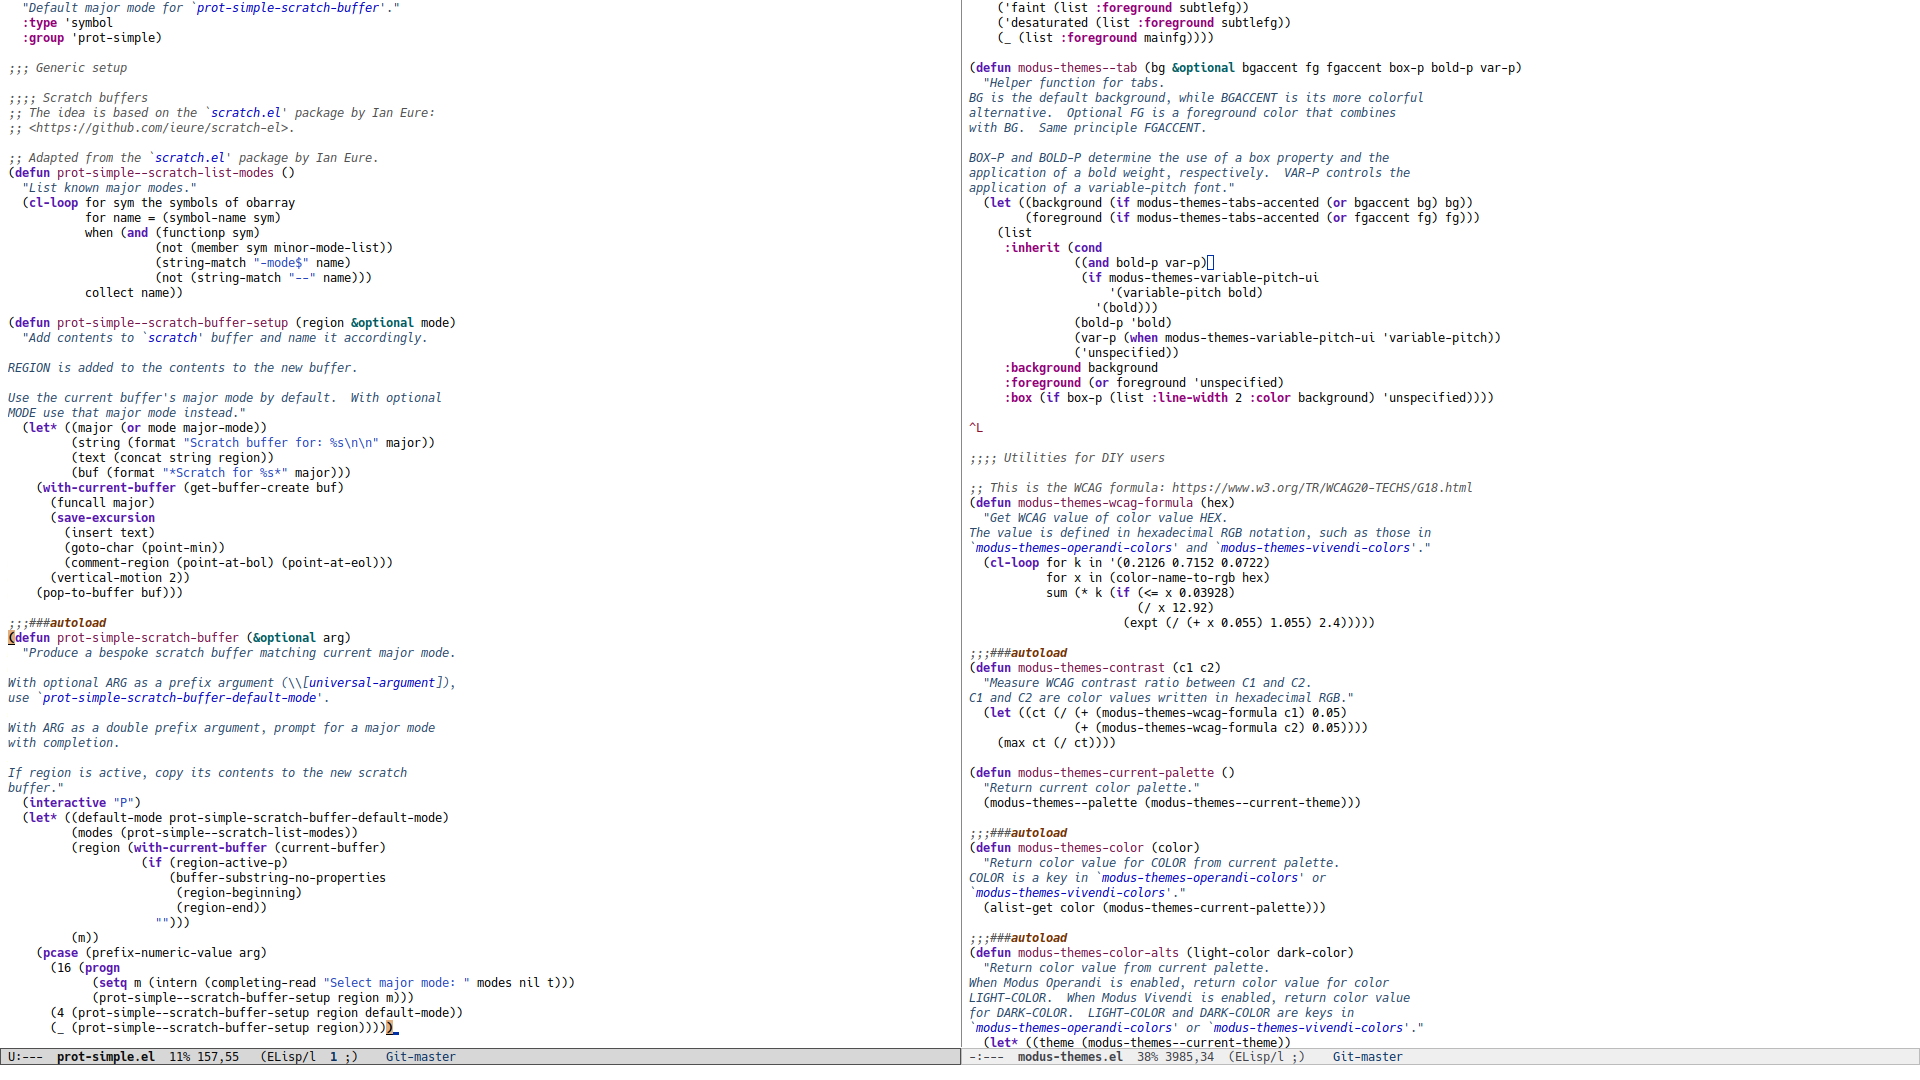 "Default major mode for `prot-simple-scratch-buffer'."
  :type 'symbol
  :group 'prot-simple)

;;; Generic setup

;;;; Scratch buffers
;; The idea is based on the `scratch.el' package by Ian Eure:
;; <https://github.com/ieure/scratch-el>.

;; Adapted from the `scratch.el' package by Ian Eure.
(defun prot-simple--scratch-list-modes ()
  "List known major modes."
  (cl-loop for sym the symbols of obarray
           for name = (symbol-name sym)
           when (and (functionp sym)
                     (not (member sym minor-mode-list))
                     (string-match "-mode$" name)
                     (not (string-match "--" name)))
           collect name))

(defun prot-simple--scratch-buffer-setup (region &optional mode)
  "Add contents to `scratch' buffer and name it accordingly.

REGION is added to the contents to the new buffer.

Use the current buffer's major mode by default.  With optional
MODE use that major mode instead."
  (let* ((major (or mode major-mode))
         (string (format "Scratch buffer for: %s\n\n" major))
         (text (concat string region))
         (buf (format "*Scratch for %s*" major)))
    (with-current-buffer (get-buffer-create buf)
      (funcall major)
      (save-excursion
        (insert text)
        (goto-char (point-min))
        (comment-region (point-at-bol) (point-at-eol)))
      (vertical-motion 2))
    (pop-to-buffer buf)))

;;;###autoload
(defun prot-simple-scratch-buffer (&optional arg)
  "Produce a bespoke scratch buffer matching current major mode.

With optional ARG as a prefix argument (\\[universal-argument]),
use `prot-simple-scratch-buffer-default-mode'.

With ARG as a double prefix argument, prompt for a major mode
with completion.

If region is active, copy its contents to the new scratch
buffer."
  (interactive "P")
  (let* ((default-mode prot-simple-scratch-buffer-default-mode)
         (modes (prot-simple--scratch-list-modes))
         (region (with-current-buffer (current-buffer)
                   (if (region-active-p)
                       (buffer-substring-no-properties
                        (region-beginning)
                        (region-end))
                     "")))
         (m))
    (pcase (prefix-numeric-value arg)
      (16 (progn
            (setq m (intern (completing-read "Select major mode: " modes nil t)))
            (prot-simple--scratch-buffer-setup region m)))
      (4 (prot-simple--scratch-buffer-setup region default-mode))
      (_ (prot-simple--scratch-buffer-setup region)))))
U:---  prot-simple.el  11% 157,55   (ELisp/l  1 ;)    Git-master
    ('faint (list :foreground subtlefg))
    ('desaturated (list :foreground subtlefg))
    (_ (list :foreground mainfg))))

(defun modus-themes--tab (bg &optional bgaccent fg fgaccent box-p bold-p var-p)
  "Helper function for tabs.
BG is the default background, while BGACCENT is its more colorful
alternative.  Optional FG is a foreground color that combines
with BG.  Same principle FGACCENT.

BOX-P and BOLD-P determine the use of a box property and the
application of a bold weight, respectively.  VAR-P controls the
application of a variable-pitch font."
  (let ((background (if modus-themes-tabs-accented (or bgaccent bg) bg))
        (foreground (if modus-themes-tabs-accented (or fgaccent fg) fg)))
    (list
     :inherit (cond
               ((and bold-p var-p)
                (if modus-themes-variable-pitch-ui
                    '(variable-pitch bold)
                  '(bold)))
               (bold-p 'bold)
               (var-p (when modus-themes-variable-pitch-ui 'variable-pitch))
               ('unspecified))
     :background background
     :foreground (or foreground 'unspecified)
     :box (if box-p (list :line-width 2 :color background) 'unspecified))))

^L

;;;; Utilities for DIY users

;; This is the WCAG formula: https://www.w3.org/TR/WCAG20-TECHS/G18.html
(defun modus-themes-wcag-formula (hex)
  "Get WCAG value of color value HEX.
The value is defined in hexadecimal RGB notation, such as those in
`modus-themes-operandi-colors' and `modus-themes-vivendi-colors'."
  (cl-loop for k in '(0.2126 0.7152 0.0722)
           for x in (color-name-to-rgb hex)
           sum (* k (if (<= x 0.03928)
                        (/ x 12.92)
                      (expt (/ (+ x 0.055) 1.055) 2.4)))))

;;;###autoload
(defun modus-themes-contrast (c1 c2)
  "Measure WCAG contrast ratio between C1 and C2.
C1 and C2 are color values written in hexadecimal RGB."
  (let ((ct (/ (+ (modus-themes-wcag-formula c1) 0.05)
               (+ (modus-themes-wcag-formula c2) 0.05))))
    (max ct (/ ct))))

(defun modus-themes-current-palette ()
  "Return current color palette."
  (modus-themes--palette (modus-themes--current-theme)))

;;;###autoload
(defun modus-themes-color (color)
  "Return color value for COLOR from current palette.
COLOR is a key in `modus-themes-operandi-colors' or
`modus-themes-vivendi-colors'."
  (alist-get color (modus-themes-current-palette)))

;;;###autoload
(defun modus-themes-color-alts (light-color dark-color)
  "Return color value from current palette.
When Modus Operandi is enabled, return color value for color
LIGHT-COLOR.  When Modus Vivendi is enabled, return color value
for DARK-COLOR.  LIGHT-COLOR and DARK-COLOR are keys in
`modus-themes-operandi-colors' or `modus-themes-vivendi-colors'."
  (let* ((theme (modus-themes--current-theme))
-:---  modus-themes.el  38% 3985,34  (ELisp/l ;)    Git-master